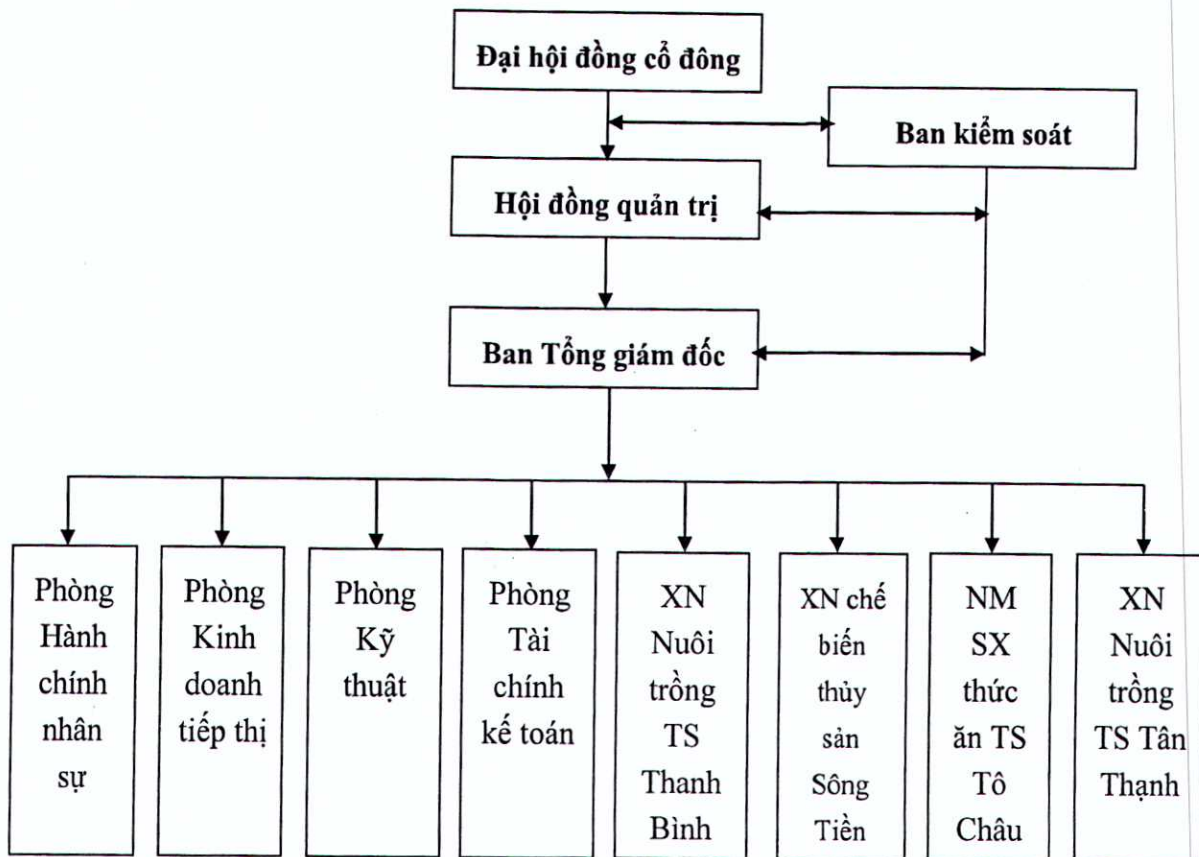 Đại hội đồng cổ đông
Ban kiểm soát
Hội đồng quản trị
Ban Tổng giám đốc
Phòng
Hành
chính
nhân
sự
Phòng
Kinh
doanh
tiếp thị
Phòng
Kỹ
thuật
Phòng
Tài
chính
kế toán
XN
Nuôi
trồng
TS
Thanh
Bình
XN chế
biến
thủy
sản
Sông
Tiền
NM
SX
thức
ăn TS
Tô
Châu
XN
Nuôi
trồng
TS Tân
Thạnh